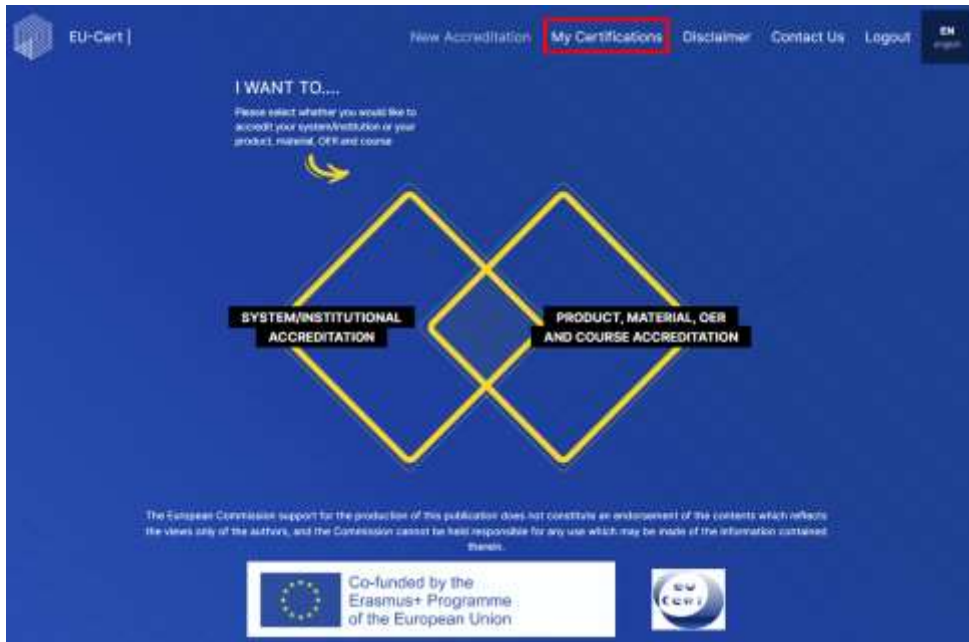 EU-Cert |
New Accreditation
My Certifications
Disclaimer
Contact Us
Logout
EN
english
I WANT TO....
Please select whether you would like to
accredit your system/institution or your
product, material, OER and course
SYSTEM/INSTITUTIONAL
ACCREDITATION
PRODUCT, MATERIAL, OER
AND COURSE ACCREDITATION
The European Commission support for the production of this publication does not constitute an endorsement of the contents which reflects
the views only of the authors, and the Commission cannot be held responsible for any use which may be made of the information contained
therein.
Co-funded by the
Erasmus+ Programme
of the European Union
EU
Cert